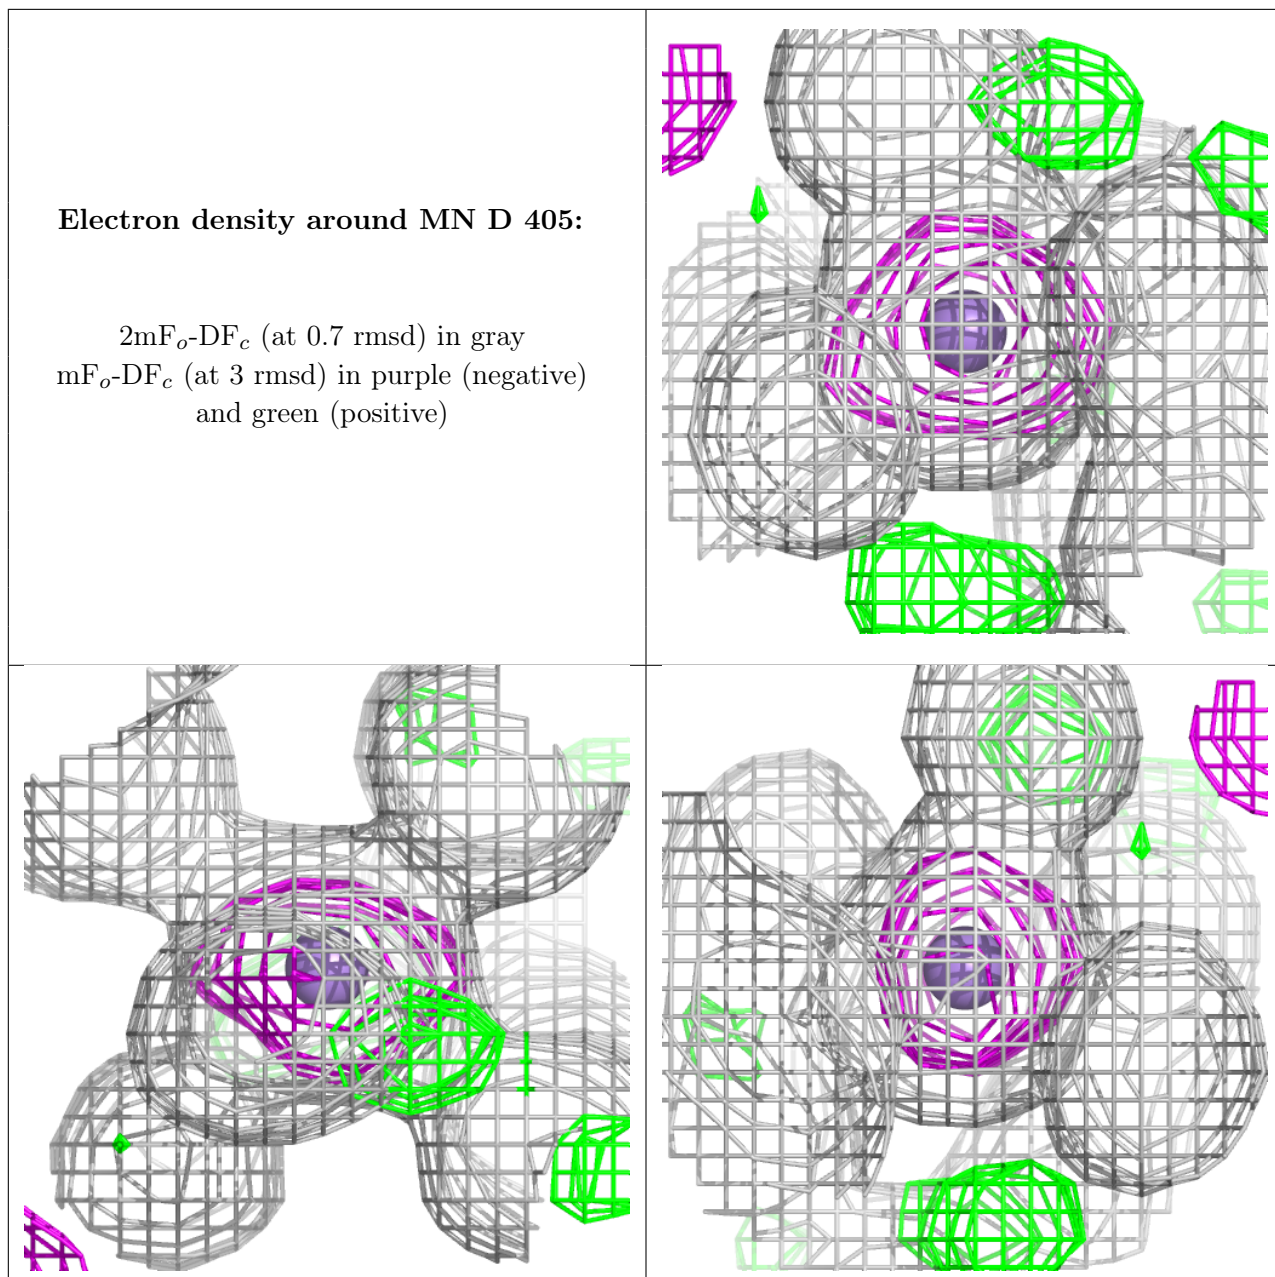 Electron density around MN D 405:
2mFo-DFc (at 0.7 rmsd) in gray
mFo-DFc (at 3 rmsd) in purple (negative)
and green (positive)